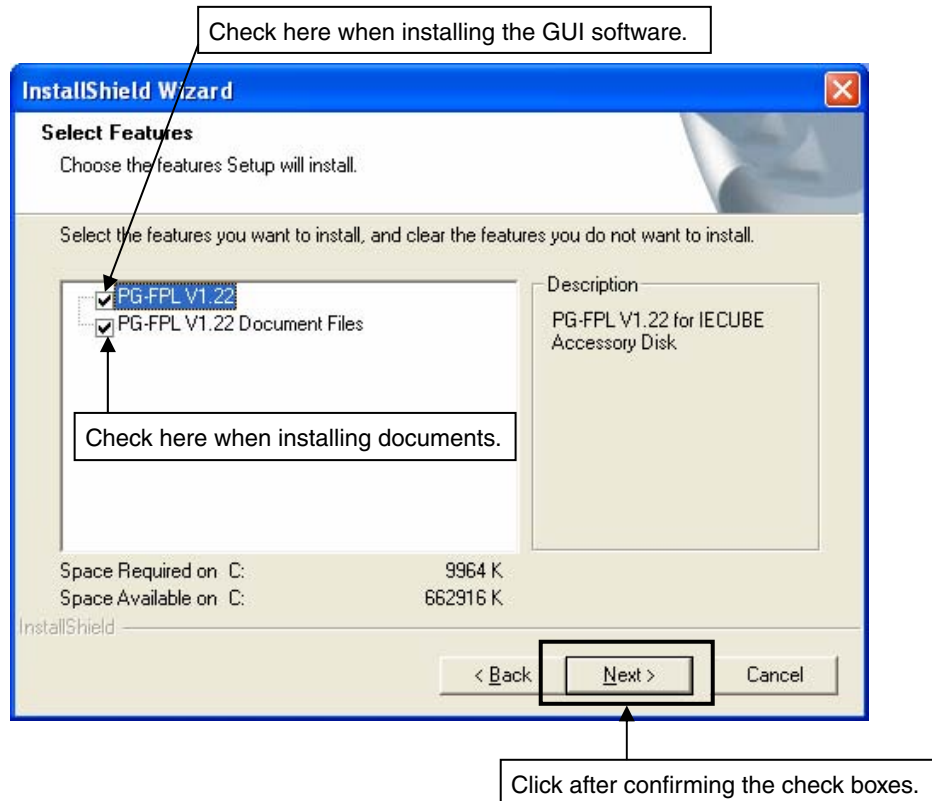 Check here when installing the GUI software.
InstallShield Wizard
Select Features
Choose the features Setup will install.
Select the features you want to install, and clear the features you do not want to install.
PG-FPL V1.22
PG-FPL V1.22 Document Files
Description
PG-FPL V1.22 for IECUBE
Accessory Disk
Check here when installing documents.
Space Required on C: 9964 K
Space Available on C: 662916 K
InstallShield
< Back Next > Cancel
Click after confirming the check boxes.